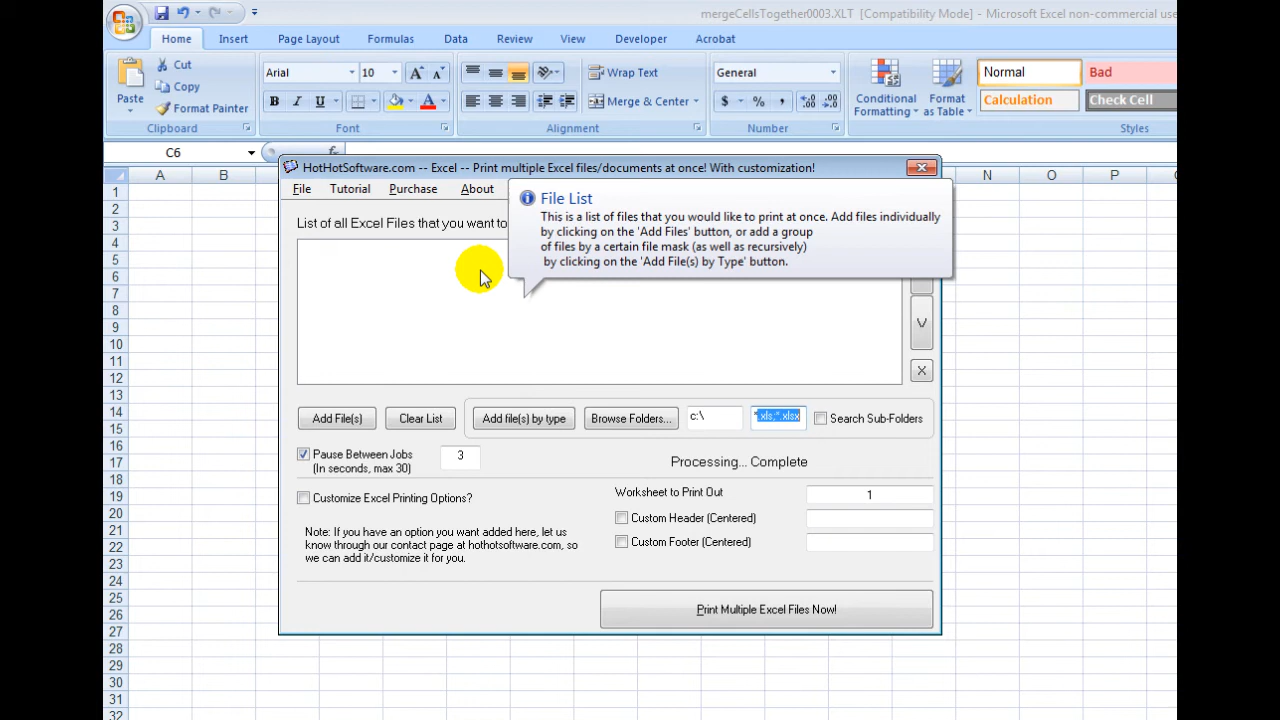 mergeCellsTogether0003.XLT [Compatibility Mode] - Microsoft Excel non-commercial use
Home Insert Page Layout Formulas Data Review View Developer Acrobat
Paste
Cut
Copy
Format Painter
Clipboard
Arial 10
B I U
Font
Wrap Text
Merge & Center
Alignment
General
$ % ,
Number
Conditional Formatting
Format as Table
Normal Bad
Calculation Check Cell
Styles
C6
A B N O P
HotHotSoftware.com -- Excel -- Print multiple Excel files/documents at once! With customization!
File Tutorial Purchase About
File List
This is a list of files that you would like to print at once. Add files individually
by clicking on the 'Add Files' button, or add a group
of files by a certain file mask (as well as recursively)
by clicking on the 'Add File(s) by Type' button.
List of all Excel Files that you want to
V
X
Add File(s) Clear List Add file(s) by type Browse Folders... c:\ *.xls;*.xlsx Search Sub-Folders
Pause Between Jobs
(In seconds, max 30)
3
Processing... Complete
Customize Excel Printing Options?
Worksheet to Print Out 1
Custom Header (Centered)
Custom Footer (Centered)
Note: If you have an option you want added here, let us
know through our contact page at hothotsoftware.com, so
we can add it/customize it for you.
Print Multiple Excel Files Now!
1
2
3
4
5
6
7
8
9
10
11
12
13
14
15
16
17
18
19
20
21
22
23
24
25
26
27
28
29
30
31
32